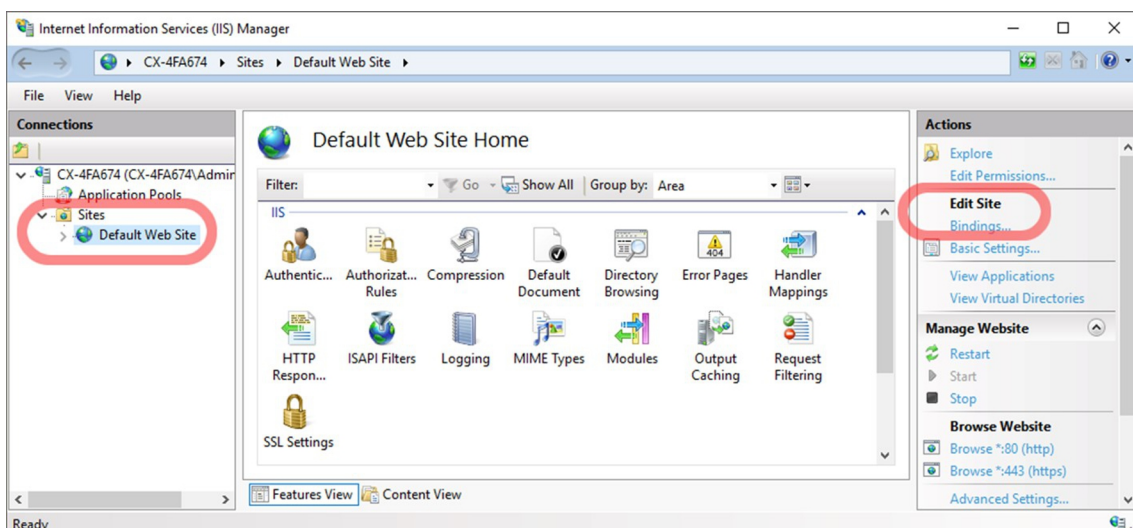 Internet Information Services (IIS) Manager
CX-4FA674 Sites Default Web Site
File View Help
Connections
CX-4FA674 (CX-4FA674\Admin
Application Pools
Sites
Default Web Site
Default Web Site Home
Filter: Go Show All Group by: Area
IIS
Authentic... Authorizat... Compression Default Directory Error Pages Handler
Rules Document Browsing Mappings
404
HTTP ISAPI Filters Logging MIME Types Modules Output Request
Respon... Caching Filtering
SSL Settings
Features View Content View
Actions
Explore
Edit Permissions...
Edit Site
Bindings...
Basic Settings...
View Applications
View Virtual Directories
Manage Website
Restart
Start
Stop
Browse Website
Browse *:80 (http)
Browse *:443 (https)
Advanced Settings...
Ready